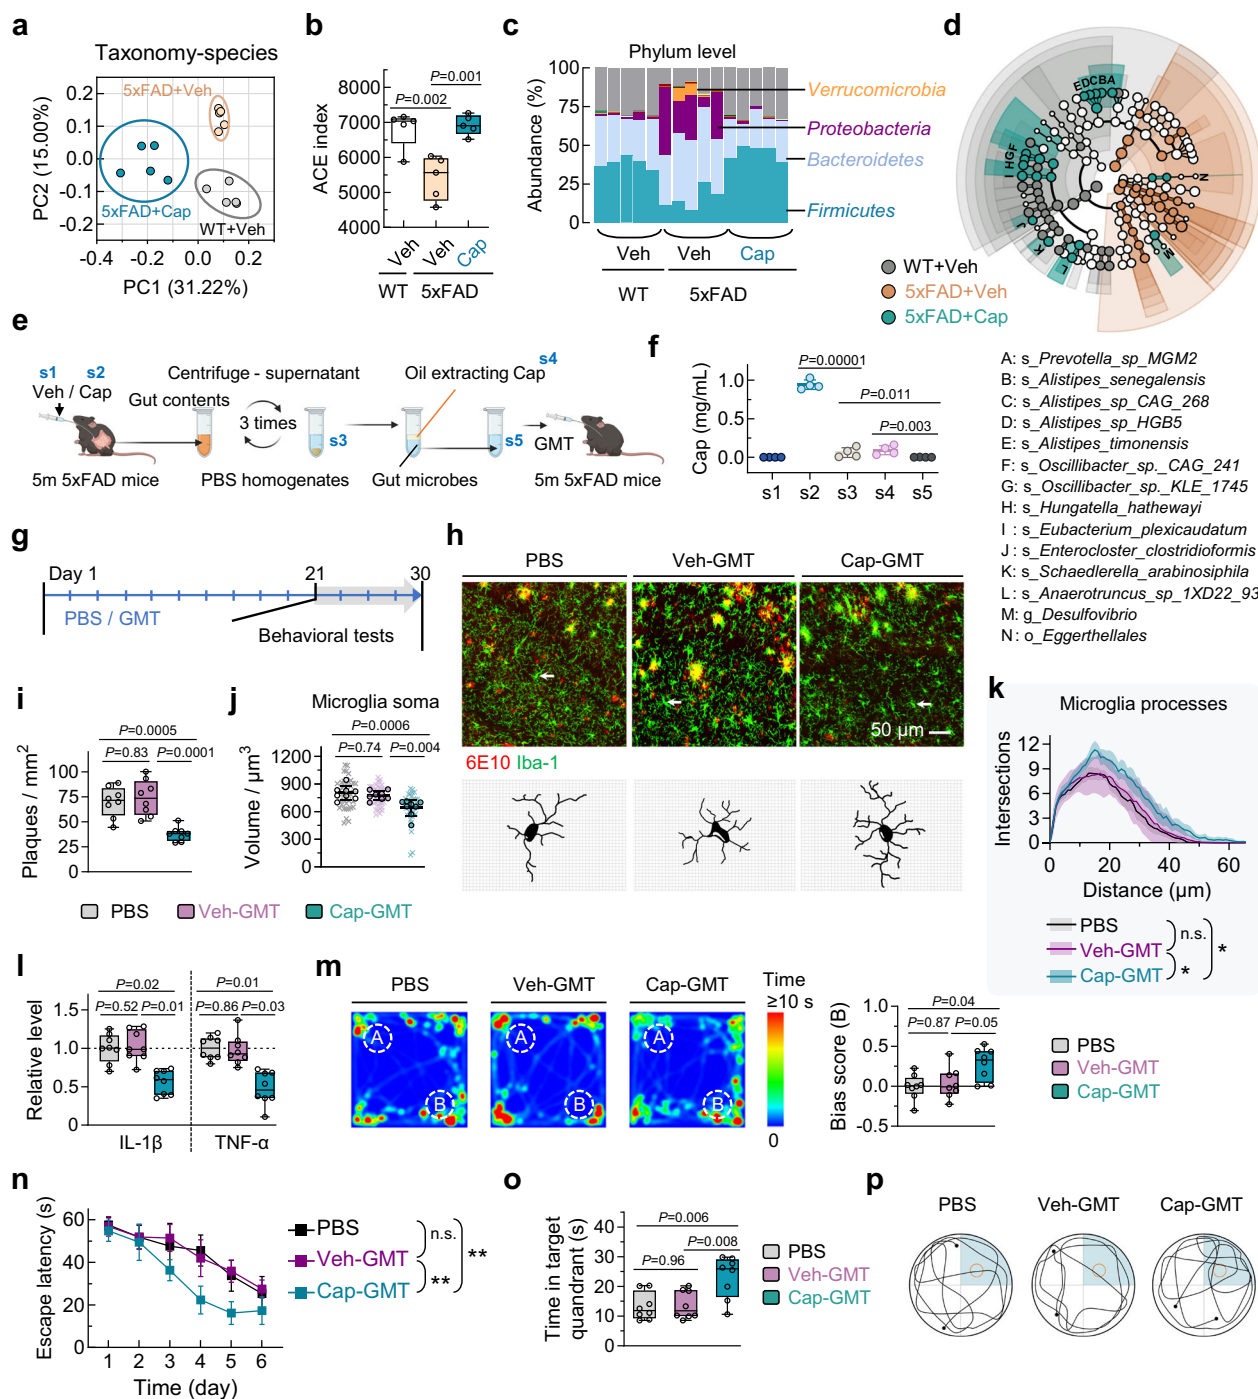 a
Taxonomy-species
PC2 (15.00%)
0.2
0.1
0.0
-0.1
-0.2
5xFAD+Veh
5xFAD+Cap
WT+Veh
-0.4
-0.2
0.0
0.2
PC1 (31.22%)
b
ACE index
8000
7000
6000
5000
4000
P=0.001
P=0.002
Veh
Veh
Cap
WT
5xFAD
c
Phylum level
Abundance (%)
100
75
50
25
0
Verrucomicrobia
Proteobacteria
Bacteroidetes
Firmicutes
Veh
Veh
Cap
WT
5xFAD
d
EDCBA
HGF
I
J
K
L
M
N
WT+Veh
5xFAD+Veh
5xFAD+Cap
A: s_Prevotella_sp_MGM2
B: s_Alistipes_senegalensis
C: s_Alistipes_sp_CAG_268
D: s_Alistipes_sp_HGB5
E: s_Alistipes_timonensis
F: s_Oscillibacter_sp._CAG_241
G: s_Oscillibacter_sp._KLE_1745
H: s_Hungatella_hathewayi
I : s_Eubacterium_plexicaudatum
J : s_Enterocloster_clostridioformis
K: s_Schaedlerella_arabinosiphila
L: s_Anaerotruncus_sp_1XD22_93
M: g_Desulfovibrio
N: o_Eggerthellales
e
s1
s2
Veh / Cap
Gut contents
Centrifuge - supernatant
3 times
s3
s4
Oil extracting Cap
s5
GMT
5m 5xFAD mice
PBS homogenates
Gut microbes
5m 5xFAD mice
f
Cap (mg/mL)
1.0
0.5
0.0
P=0.00001
P=0.011
P=0.003
s1
s2
s3
s4
s5
g
Day 1
21
30
PBS / GMT
Behavioral tests
h
PBS
Veh-GMT
Cap-GMT
50 µm
6E10 Iba-1
i
Plaques / mm²
100
75
50
25
0
P=0.0005
P=0.83
P=0.0001
j
Microglia soma
Volume / µm³
1200
900
600
300
0
P=0.0006
P=0.74
P=0.004
PBS
Veh-GMT
Cap-GMT
k
Microglia processes
Intersections
12
9
6
3
0
0
20
40
60
Distance (µm)
PBS
Veh-GMT
Cap-GMT
n.s.
*
*
l
Relative level
1.5
1.0
0.5
0
P=0.02
P=0.52
P=0.01
P=0.01
P=0.86
P=0.03
IL-1β
TNF-α
m
PBS
Veh-GMT
Cap-GMT
A
B
A
B
A
B
Time
≥10 s
0
Bias score (B)
1.0
0.5
0.0
-0.5
P=0.04
P=0.87
P=0.05
PBS
Veh-GMT
Cap-GMT
n
Escape latency (s)
60
40
20
0
1
2
3
4
5
6
Time (day)
PBS
Veh-GMT
Cap-GMT
n.s.
**
**
o
Time in target
quandrant (s)
40
30
20
10
0
P=0.006
P=0.008
P=0.96
PBS
Veh-GMT
Cap-GMT
p
PBS
Veh-GMT
Cap-GMT